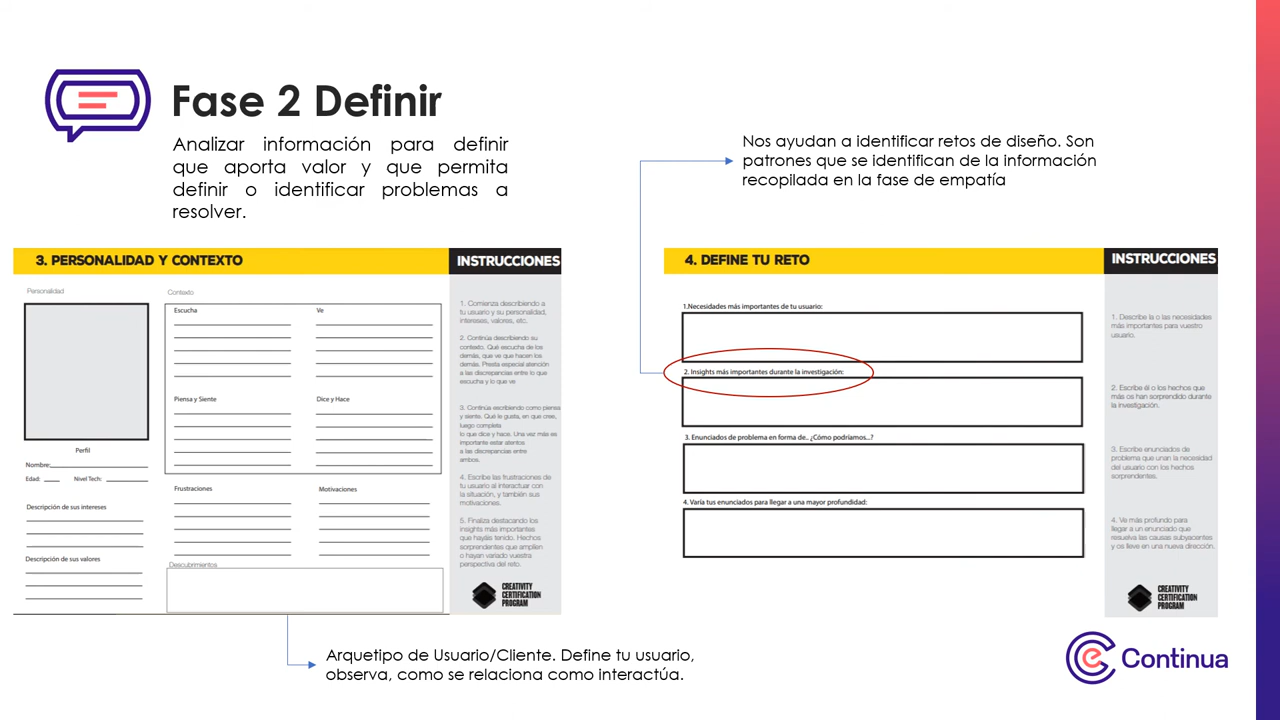 Fase 2 Definir
Analizar información para definir
que aporta valor y que permita
definir o identificar problemas a
resolver.
Nos ayudan a identificar retos de diseño. Son
patrones que se identifican de la información
recopilada en la fase de empatía
3. PERSONALIDAD Y CONTEXTO
INSTRUCCIONES
Personalidad
Contexto
Escucha
Ve
Piensa y Siente
Dice y Hace
Perfil
Nombre:
Edad:
Nivel Tech:
Frustraciones
Motivaciones
Descripción de sus intereses
Descripción de sus valores
Descubrimientos
1. Comienza describiendo a
tu usuario y su personalidad,
intereses, valores, etc.
2. Continúa describiendo su
contexto. Qué escucha de los
demás, que ve que hacen los
demás. Presta especial atención
a las discrepancias entre lo que
escucha y lo que ve
3. Continúa escribiendo como piensa
y siente. Qué le gusta, en que cree,
luego completa
lo que dice y hace. Una vez más es
importante estar atentos
a las discrepancias entre
ambos.
4. Escribe las frustraciones de
tu usuario al interactuar con
la situación, y también sus
motivaciones.
5. Finaliza destacando los
insights más importantes
que hayáis tenido. Hechos
sorprendentes que amplíen
o hayan variado vuestra
perspectiva del reto.
CREATIVITY
CERTIFICATION
PROGRAM
4. DEFINE TU RETO
INSTRUCCIONES
1.Necesidades más importantes de tu usuario:
2. Insights más importantes durante la investigación:
3. Enunciados de problema en forma de.. ¿Cómo podríamos...?
4. Varía tus enunciados para llegar a una mayor profundidad:
1. Describe la o las necesidades
más importantes para vuestro
usuario.
2. Escribe él o los hechos que
más os han sorprendido durante
la investigación.
3. Escribe enunciados de
problema que unan la necesidad
del usuario con los hechos
sorprendentes.
4. Ve más profundo para
llegar a un enunciado que
resuelva las causas subyacentes
y os lleve en una nueva dirección.
CREATIVITY
CERTIFICATION
PROGRAM
Arquetipo de Usuario/Cliente. Define tu usuario,
observa, como se relaciona como interactúa.
Continua